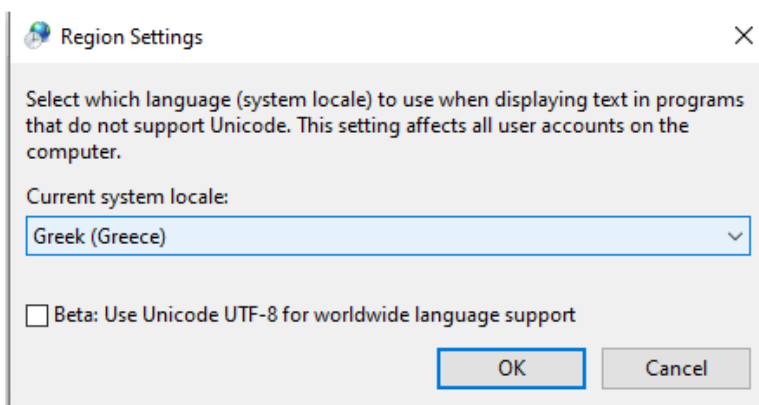 Region Settings
Select which language (system locale) to use when displaying text in programs
that do not support Unicode. This setting affects all user accounts on the
computer.
Current system locale:
Greek (Greece)
Beta: Use Unicode UTF-8 for worldwide language support
OK Cancel